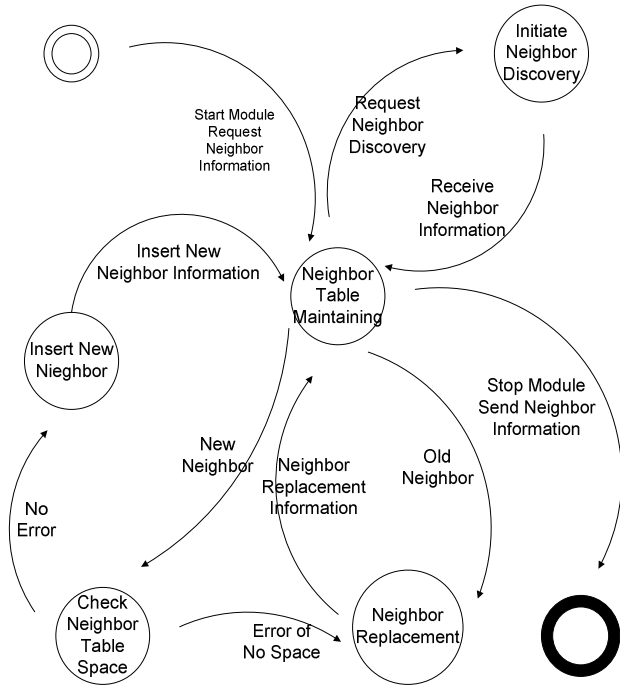 Initiate
Neighbor
Discovery
Start Module
Request
Neighbor
Information
Request
Neighbor
Discovery
Receive
Neighbor
Information
Insert New
Neighbor Information
Neighbor
Table
Maintaining
Insert New
Nieghbor
Stop Module
Send Neighbor
Information
New
Neighbor
Neighbor
Replacement
Information
Old
Neighbor
No
Error
Check
Neighbor
Table
Space
Error of
No Space
Neighbor
Replacement